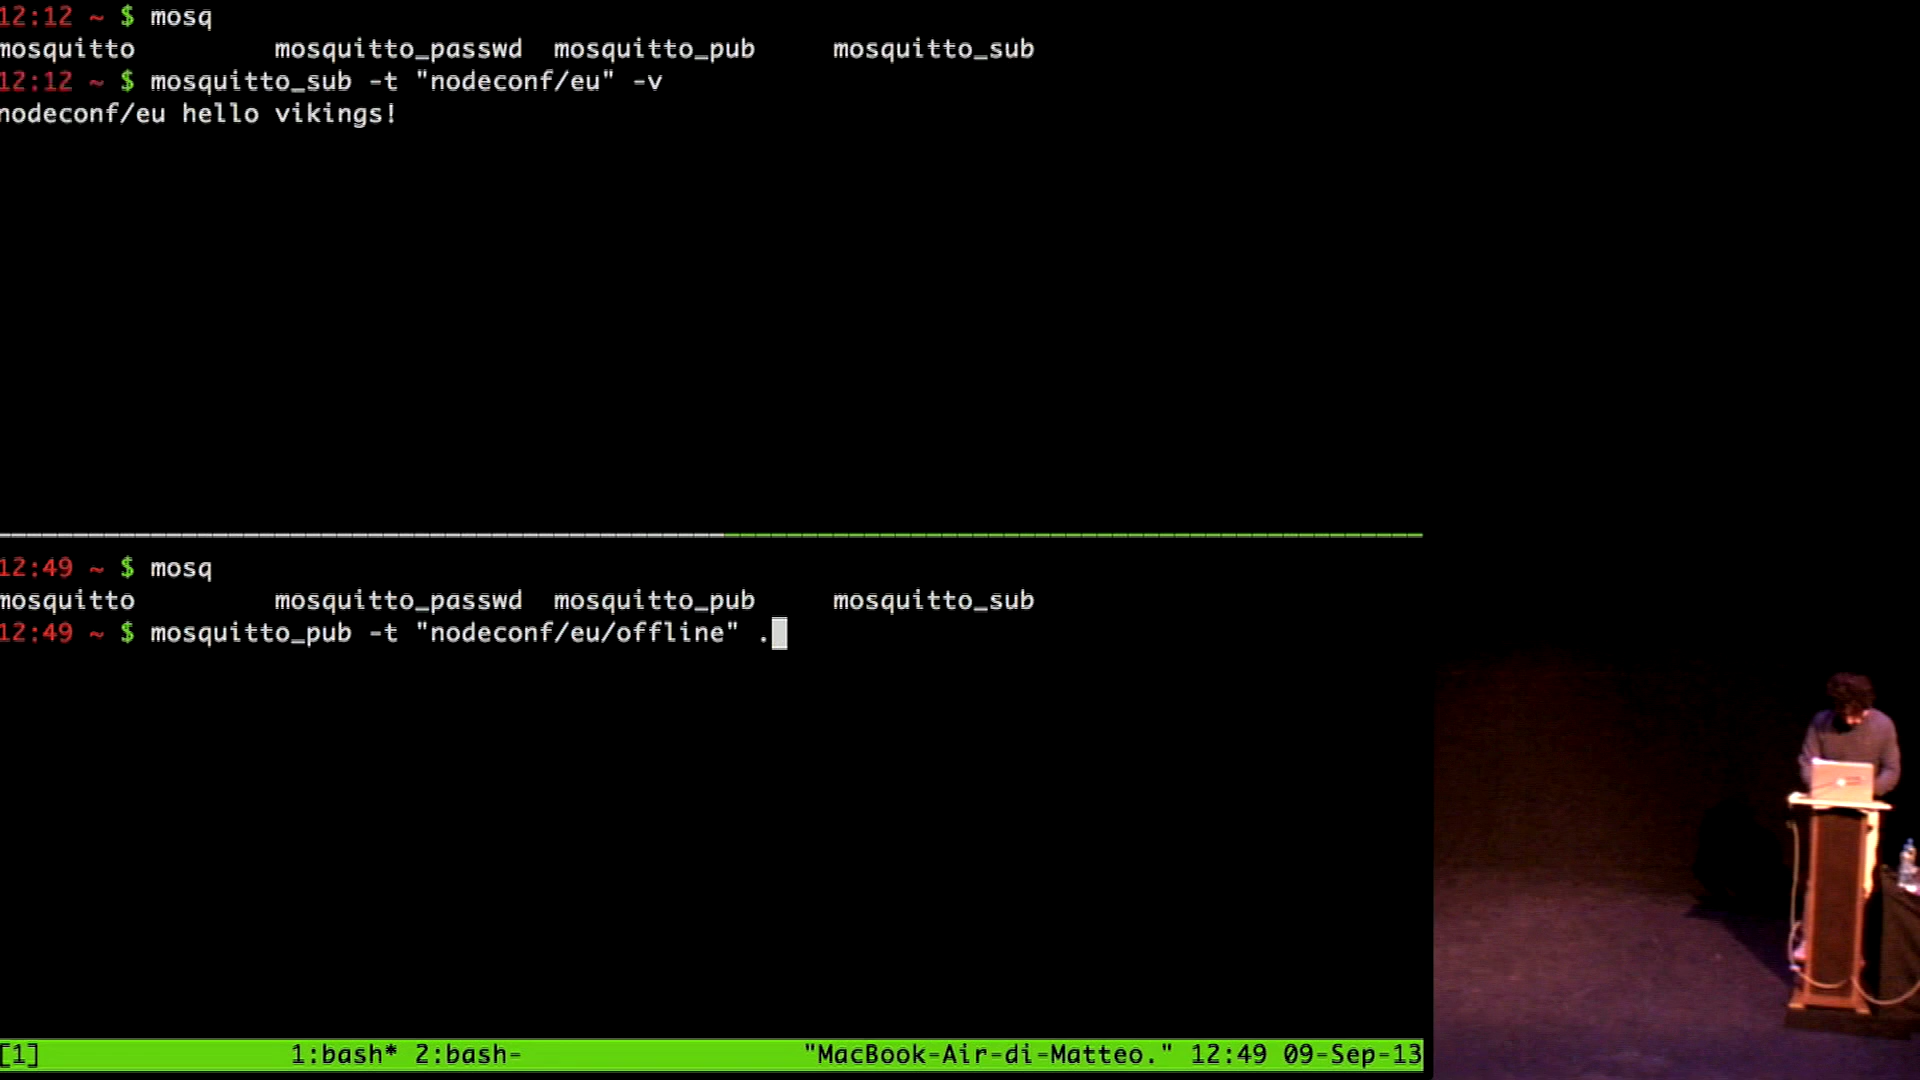 12:12 ~ $ mosq
mosquitto mosquitto_passwd mosquitto_pub mosquitto_sub
12:12 ~ $ mosquitto_sub -t "nodeconf/eu" -v
nodeconf/eu hello vikings!
12:49 ~ $ mosq
mosquitto mosquitto_passwd mosquitto_pub mosquitto_sub
12:49 ~ $ mosquitto_pub -t "nodeconf/eu/offline" .
[1] 1:bash* 2:bash- "MacBook-Air-di-Matteo." 12:49 09-Sep-13